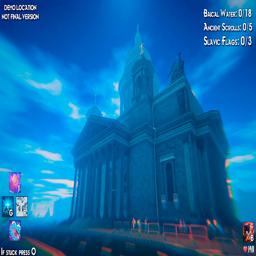 DEMO LOCATION
NOT FINAL VERSION
Baical Water: 0/18
Ancient Scrolls: 0/5
Slavic Flags: 0/3
G
If stuck press O